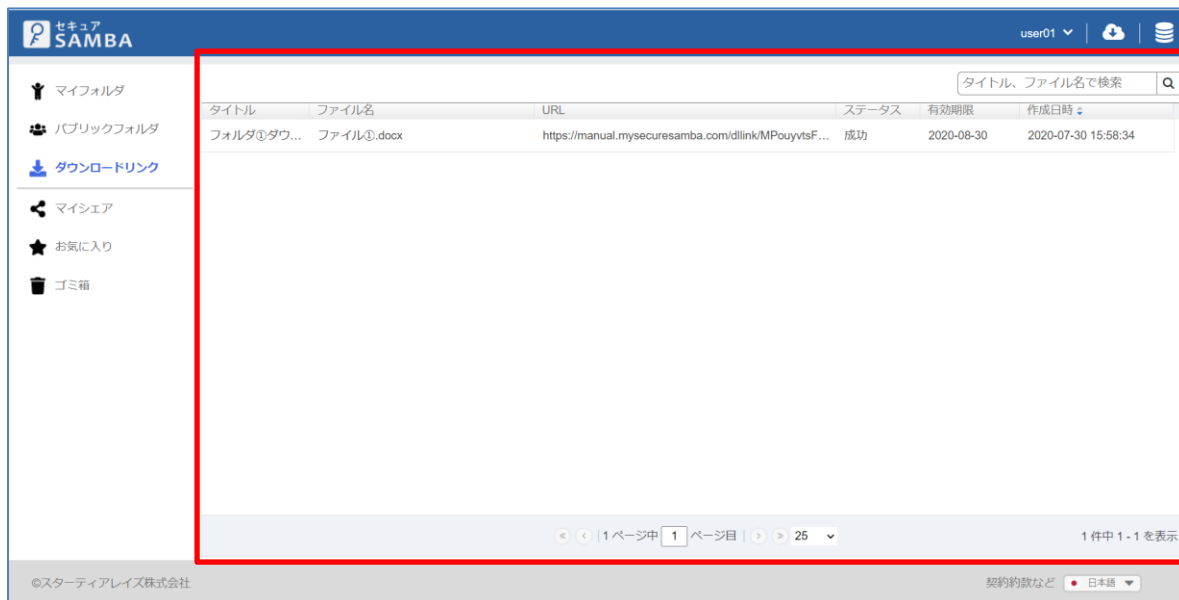 セキュア
SAMBA
user01
マイフォルダ
パブリックフォルダ
ダウンロードリンク
マイシェア
お気に入り
ゴミ箱
タイトル、ファイル名で検索
タイトル ファイル名 URL ステータス 有効期限 作成日時
フォルダ①ダウ... ファイル①.docx https://manual.mysecuresamba.com/dllink/MPouyvtsF... 成功 2020-08-30 2020-07-30 15:58:34
1 ページ中 1 ページ目 25
1 件中 1 - 1 を表示
©スターティアレイズ株式会社
契約約款など 日本語